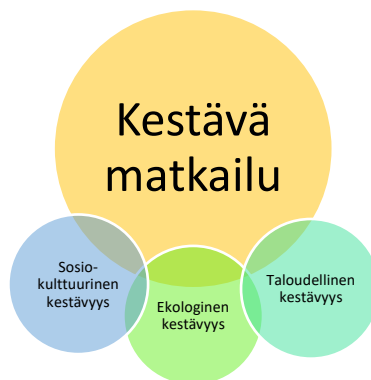 Kestävä
matkailu
Sosio-
kulttuurinen
kestävyys
Ekologinen
kestävyys
Taloudellinen
kestävyys